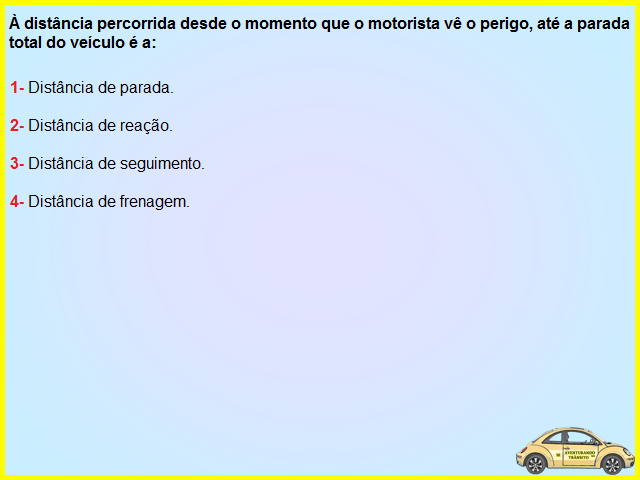 À distância percorrida desde o momento que o motorista vê o perigo, até a parada
total do veículo é a:
1- Distância de parada.
2- Distância de reação.
3- Distância de seguimento.
4- Distância de frenagem.
AVENTURANDO
TRÂNSITO